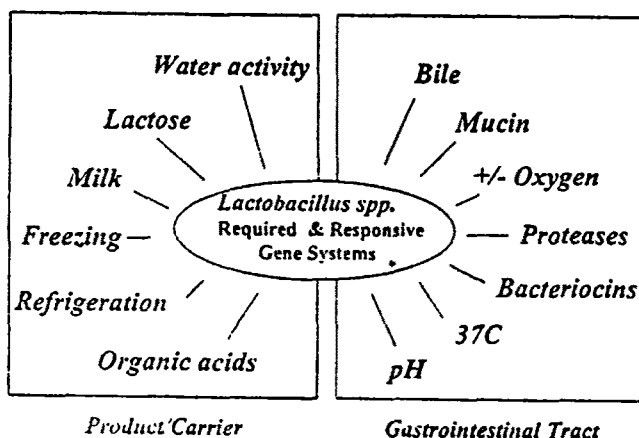 Water activity
Lactose
Milk
Freezing
Refrigeration
Organic acids
Lactobacillus spp.
Required & Responsive
Gene Systems
Bile
Mucin
+/- Oxygen
Proteases
Bacteriocins
37C
pH
Product Carrier
Gastrointestinal Tract